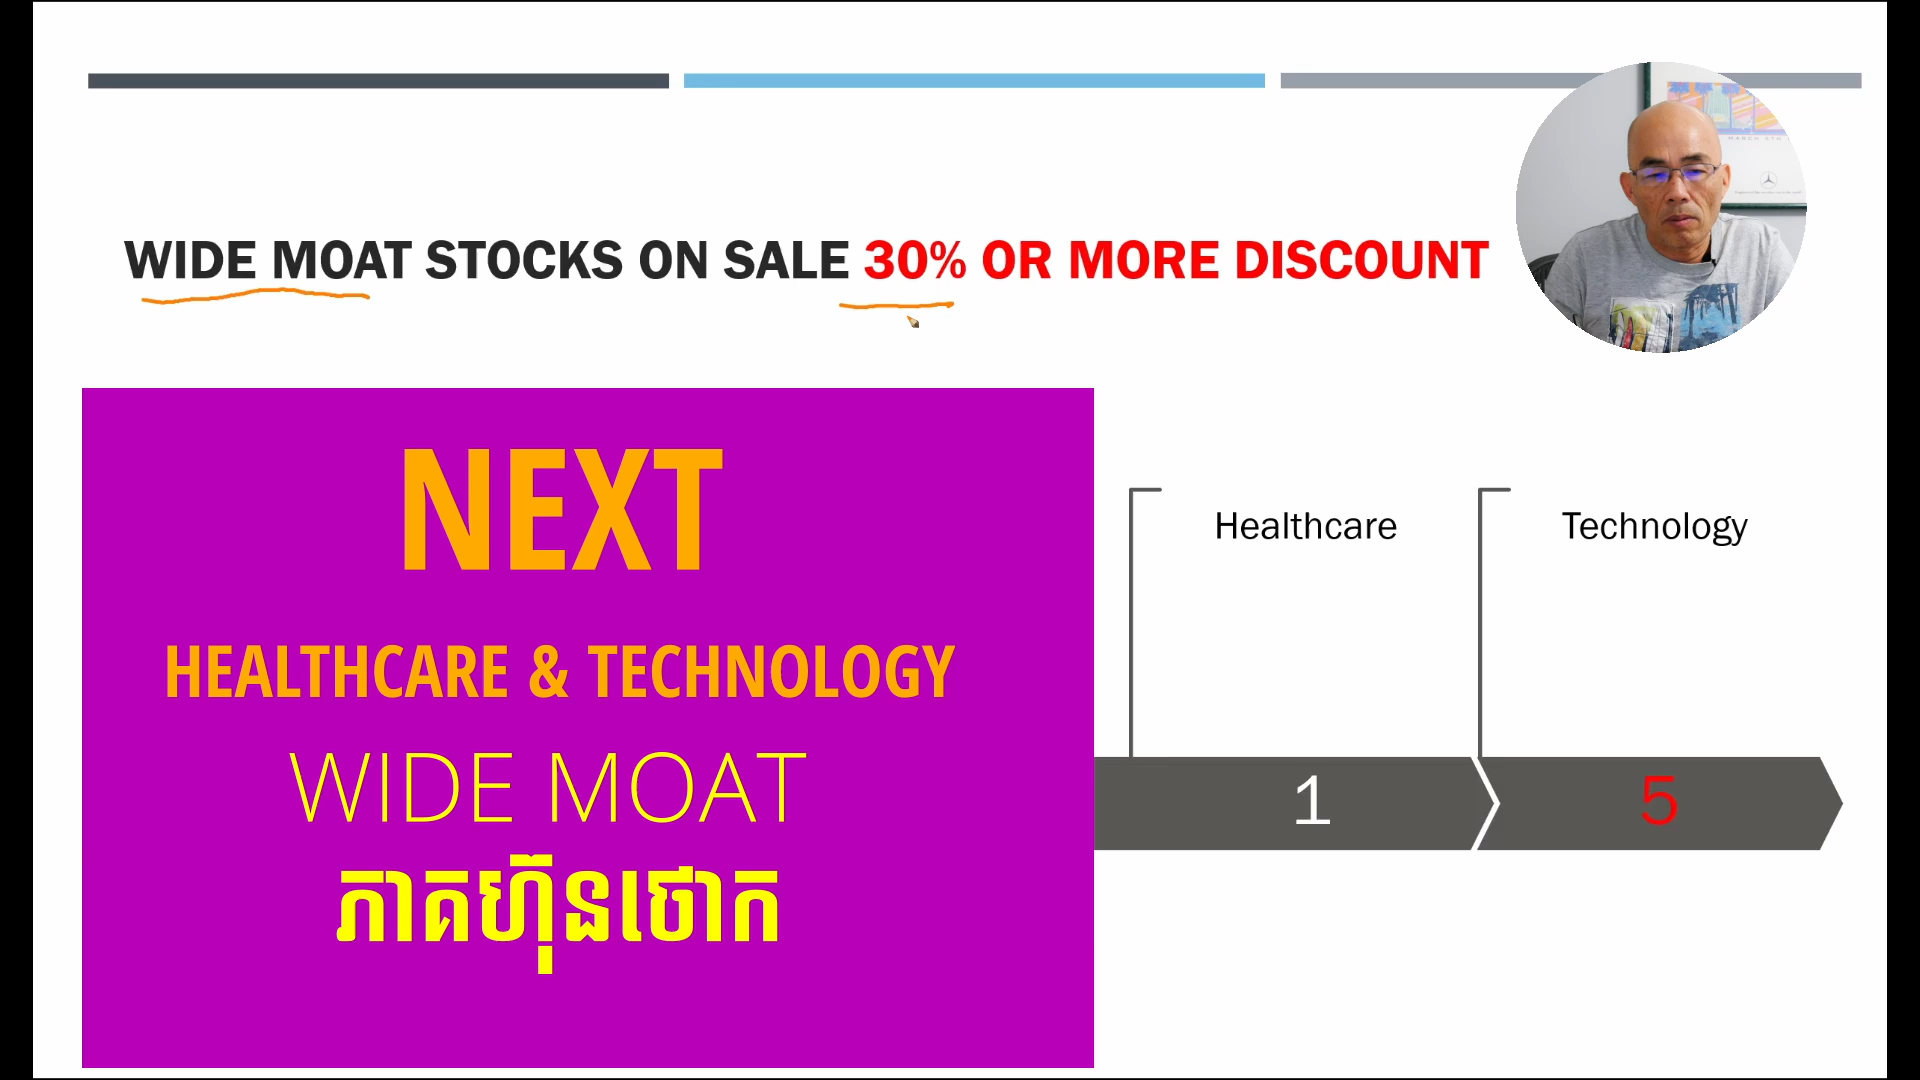 WIDE MOAT STOCKS ON SALE 30% OR MORE DISCOUNT
NEXT
HEALTHCARE & TECHNOLOGY
WIDE MOAT
ភាគហ៊ុនថោក
Healthcare
Technology
1
5